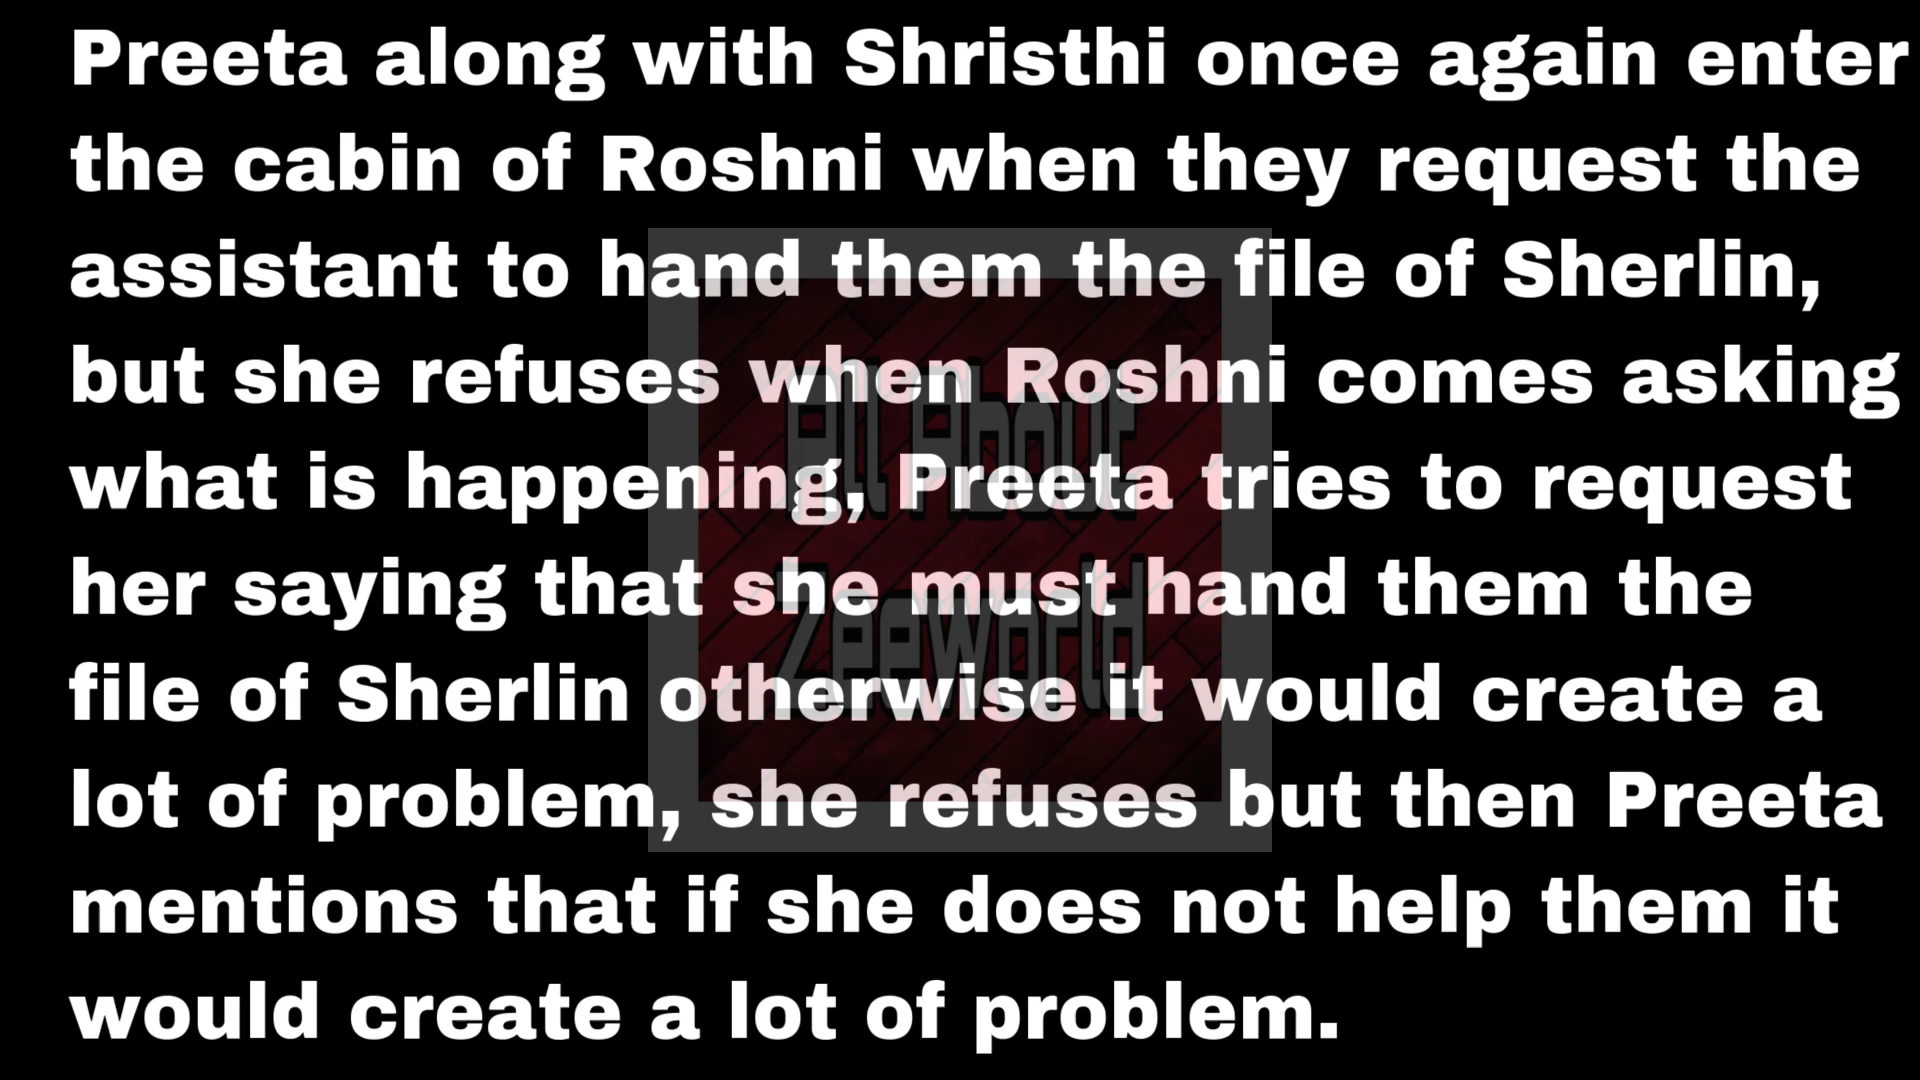 Preeta along with Shristhi once again enter
the cabin of Roshni when they request the
assistant to hand them the file of Sherlin,
but she refuses when Roshni comes asking
what is happening, Preeta tries to request
her saying that she must hand them the
file of Sherlin otherwise it would create a
lot of problem, she refuses but then Preeta
mentions that if she does not help them it
would create a lot of problem.
All About
Zeeworld